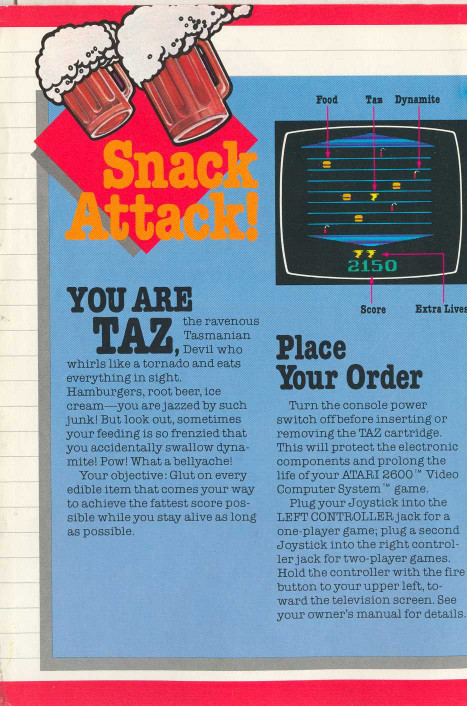 Snack
Attack!
YOU ARE
TAZ, the ravenous
Tasmanian
Devil who
whirls like a tornado and eats
everything in sight.
Hamburgers, root beer, ice
cream—you are jazzed by such
junk! But look out, sometimes
your feeding is so frenzied that
you accidentally swallow dyna-
mite! Pow! What a bellyache!
Your objective: Glut on every
edible item that comes your way
to achieve the fattest score pos-
sible while you stay alive as long
as possible.
Food Taz Dynamite
2150
Score Extra Lives
Place
Your Order
Turn the console power
switch off before inserting or
removing the TAZ cartridge.
This will protect the electronic
components and prolong the
life of your ATARI 2600™ Video
Computer System™ game.
Plug your Joystick into the
LEFT CONTROLLER jack for a
one-player game; plug a second
Joystick into the right control-
ler jack for two-player games.
Hold the controller with the fire
button to your upper left, to-
ward the television screen. See
your owner's manual for details.